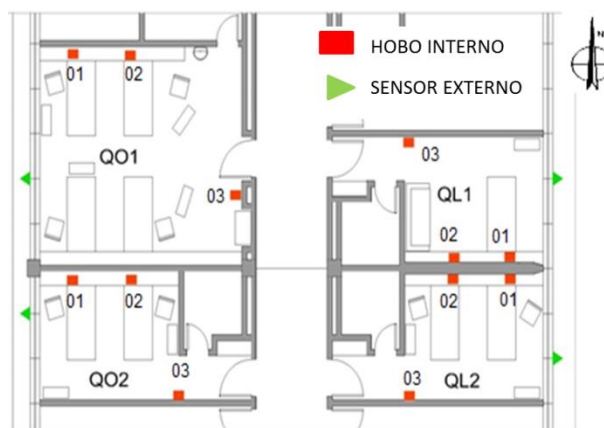 HOBO INTERNO
N
SENSOR EXTERNO
01 02
03
QO1
03
QL1
02 01
01 02
02 01
03
03
QO2
QL2